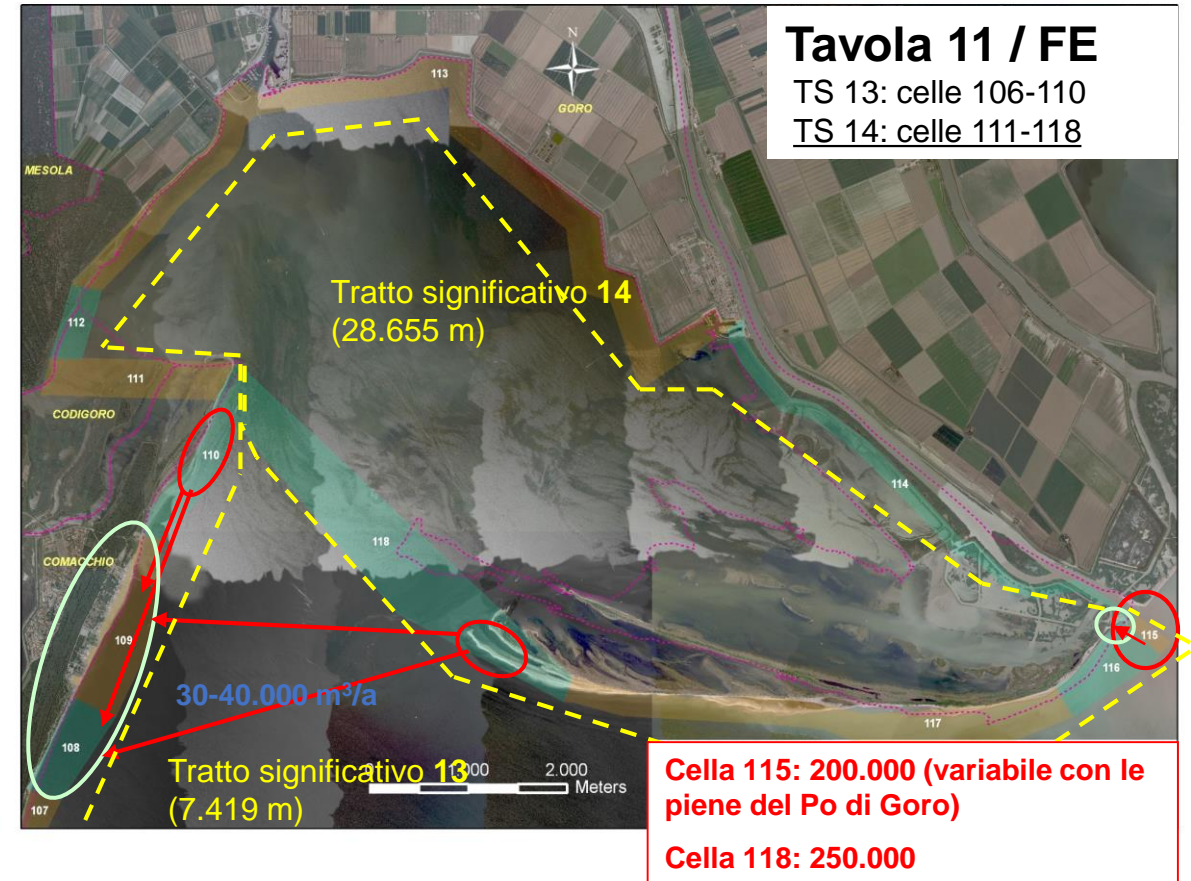 Tavola 11 / FE
TS 13: celle 106-110
TS 14: celle 111-118
N
113
GORO
MESOLA
Tratto significativo 14
(28.655 m)
112
111
CODIGORO
110
114
118
COMACCHIO
109
115
116
30-40.000 m³/a
117
108
Tratto significativo 13
(7.419 m)
2.000
Meters
107
Cella 115: 200.000 (variabile con le
piene del Po di Goro)
Cella 118: 250.000